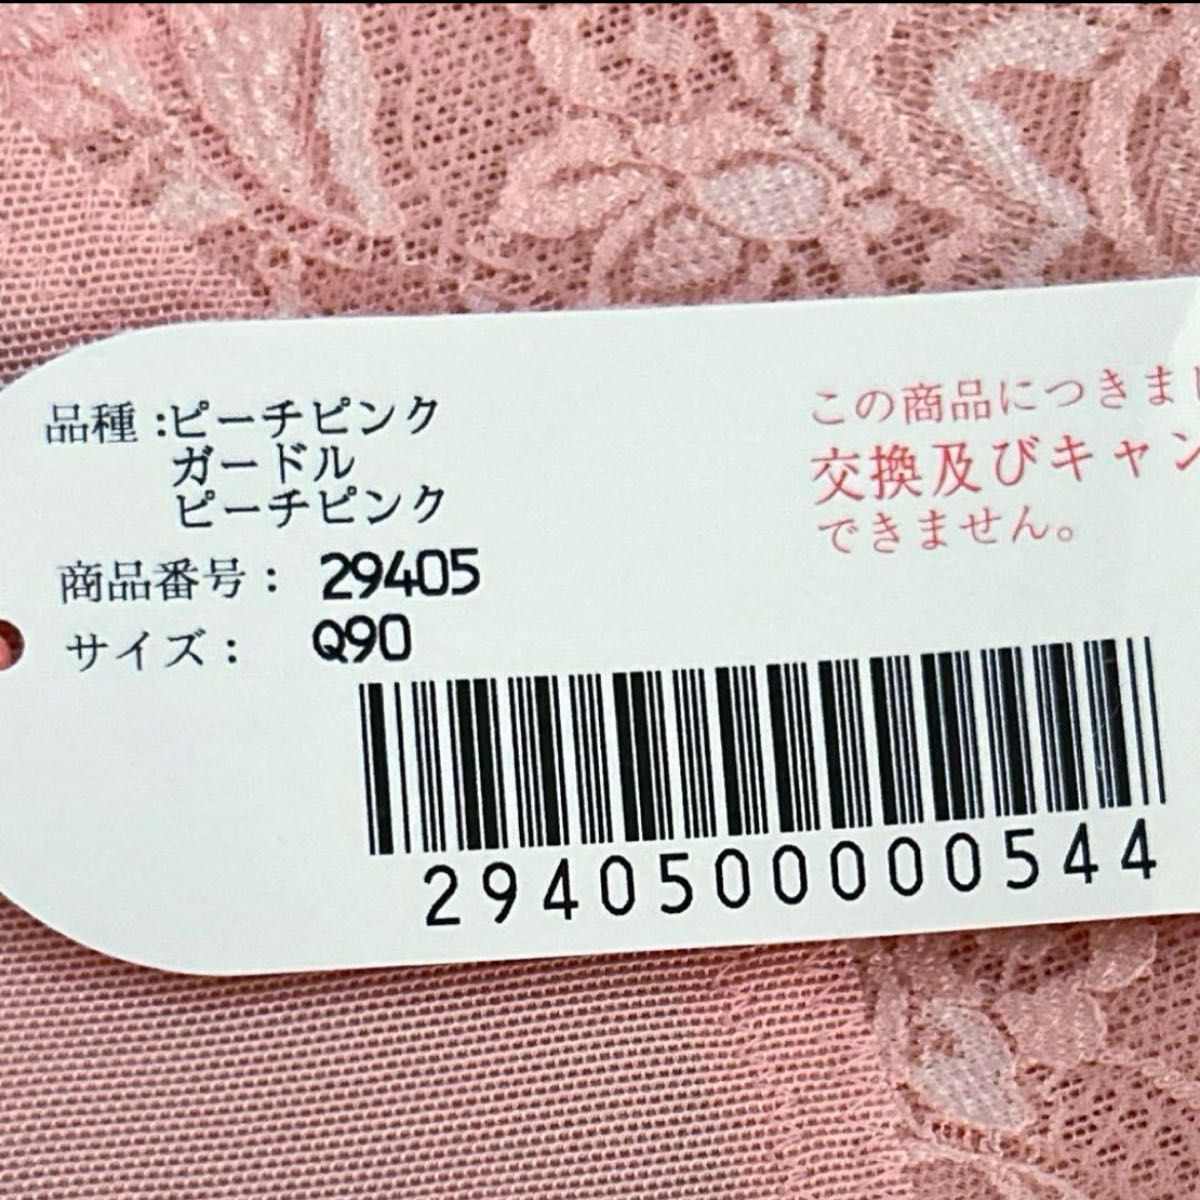 品種:ピーチピンク
ガードル
ピーチピンク
商品番号: 29405
サイズ: Q90
この商品につきまし
交換及びキャン
できません。
2940500000544